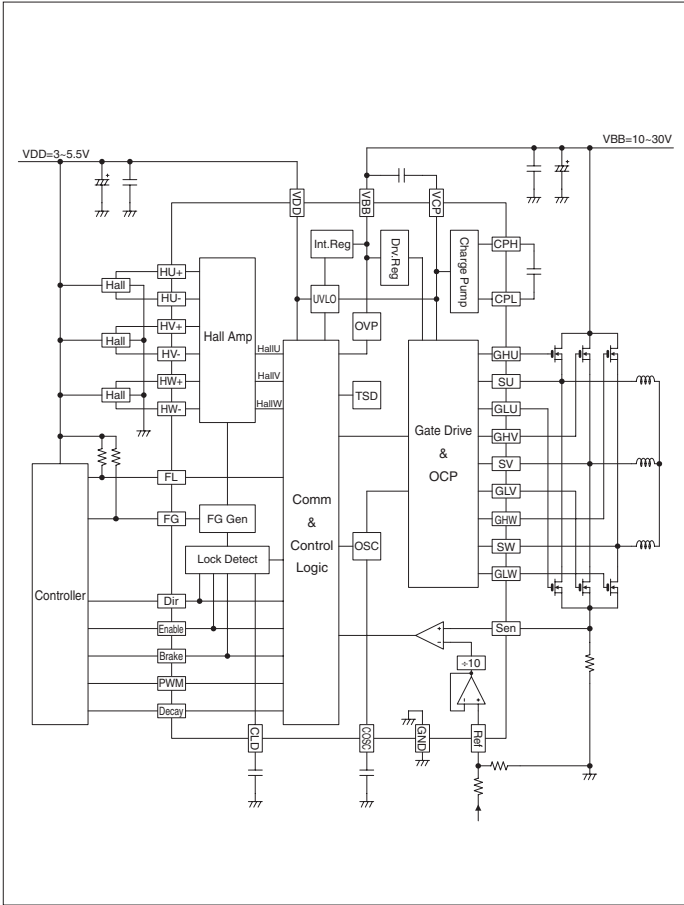 VDD=3~5.5V
VBB=10~30V
+
+
VDD
VBB
VCP
Int.Reg
Drv.Reg
Charge Pump
CPH
CPL
UVLO
OVP
TSD
Hall
HU+
HU-
Hall
HV+
HV-
Hall
HW+
HW-
Hall Amp
HallU
HallV
HallW
GHU
SU
GLU
GHV
SV
GLV
GHW
SW
GLW
Gate Drive
&
OCP
Comm
&
Control
Logic
FL
FG
FG Gen
Lock Detect
OSC
Controller
Dir
Enable
Brake
PWM
Decay
Sen
+
-
÷10
-
+
CLD
COSC
GND
Ref